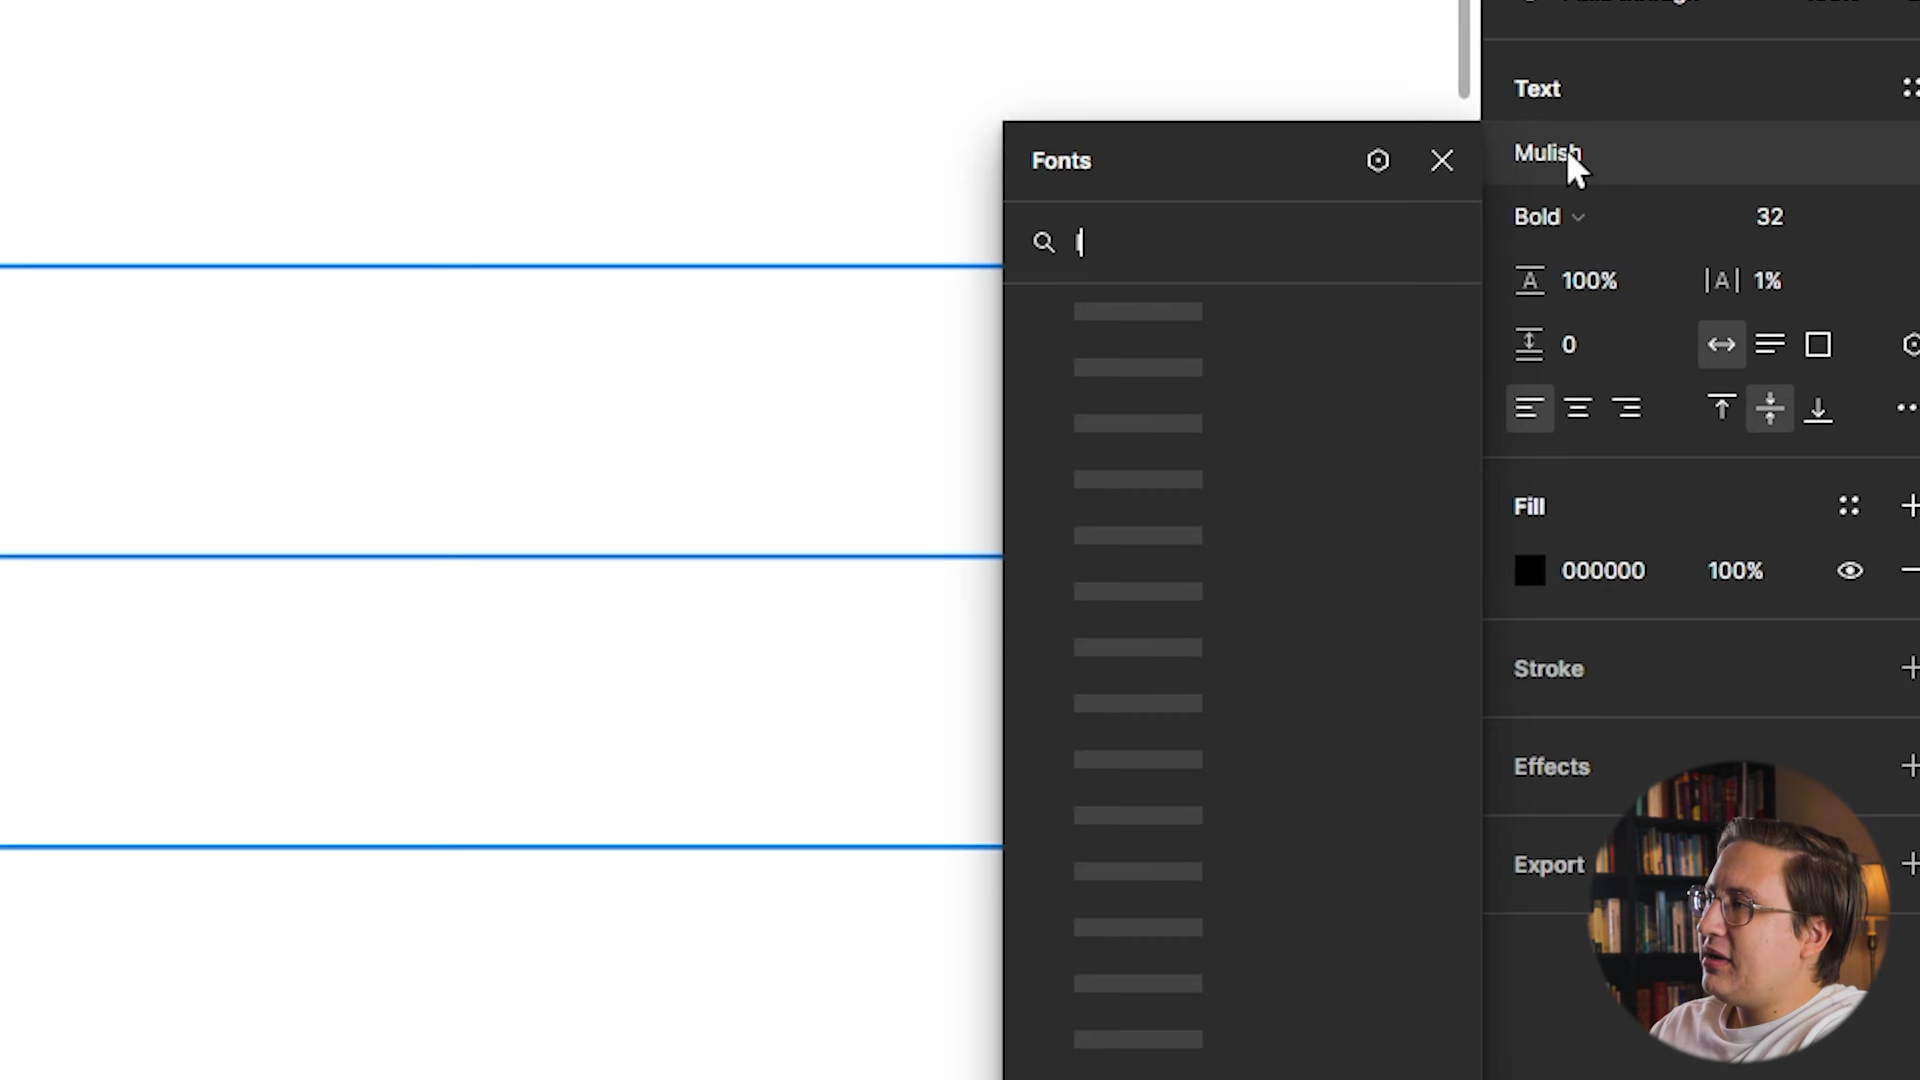 Text
Fonts
Mulish
Bold 32
100% |A| 1%
0
Fill
000000 100%
Stroke
Effects
Export